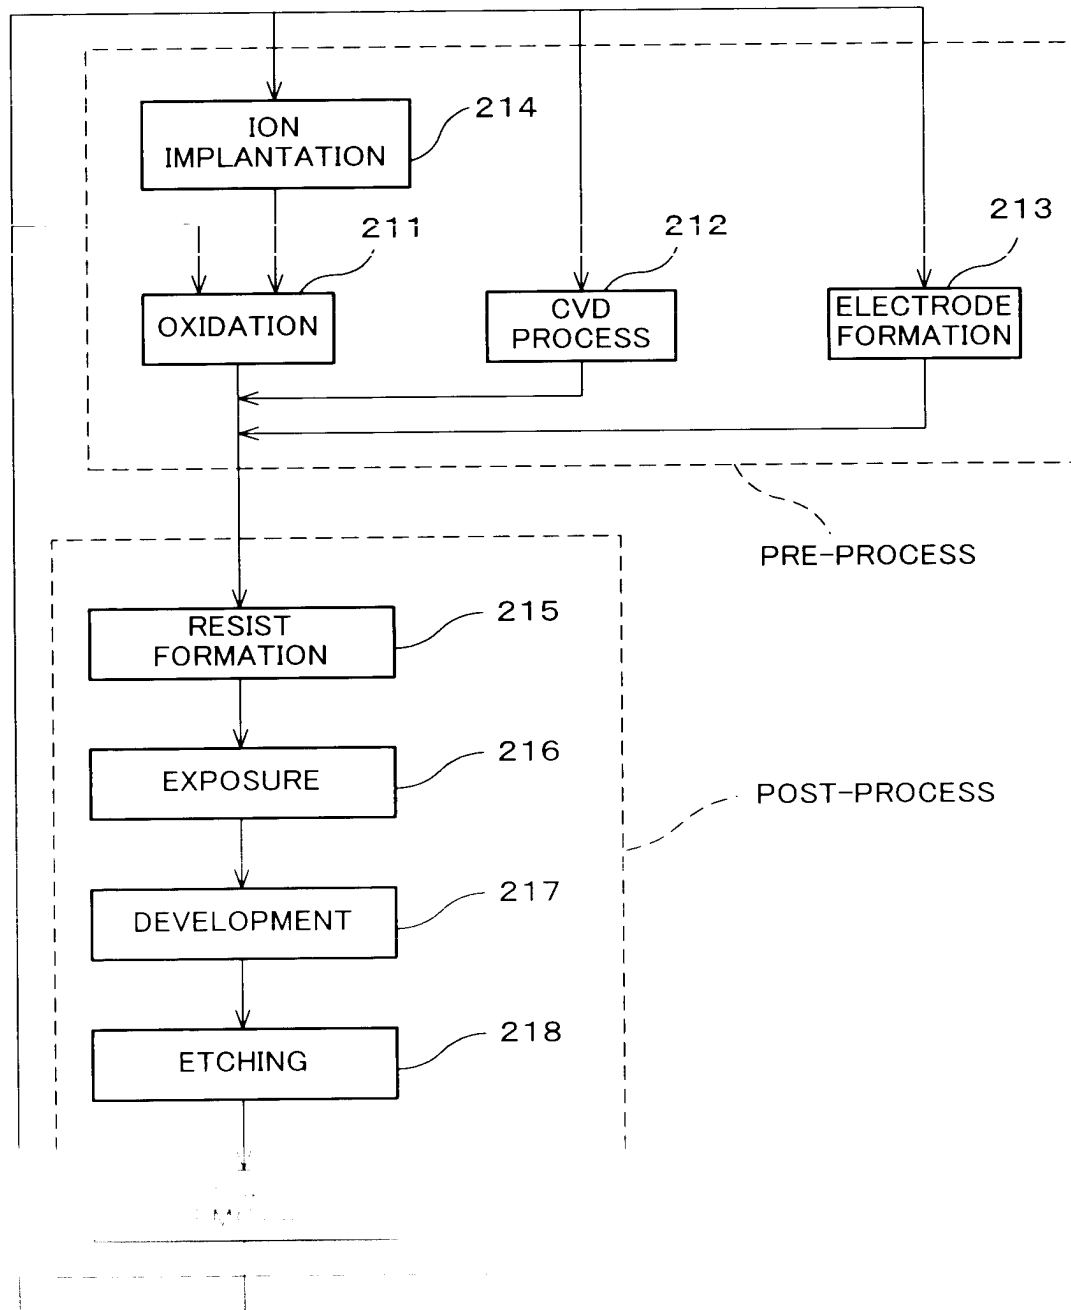 ION
IMPLANTATION
214
211
212
213
OXIDATION
CVD
PROCESS
ELECTRODE
FORMATION
PRE-PROCESS
RESIST
FORMATION
215
EXPOSURE
216
POST-PROCESS
DEVELOPMENT
217
ETCHING
218